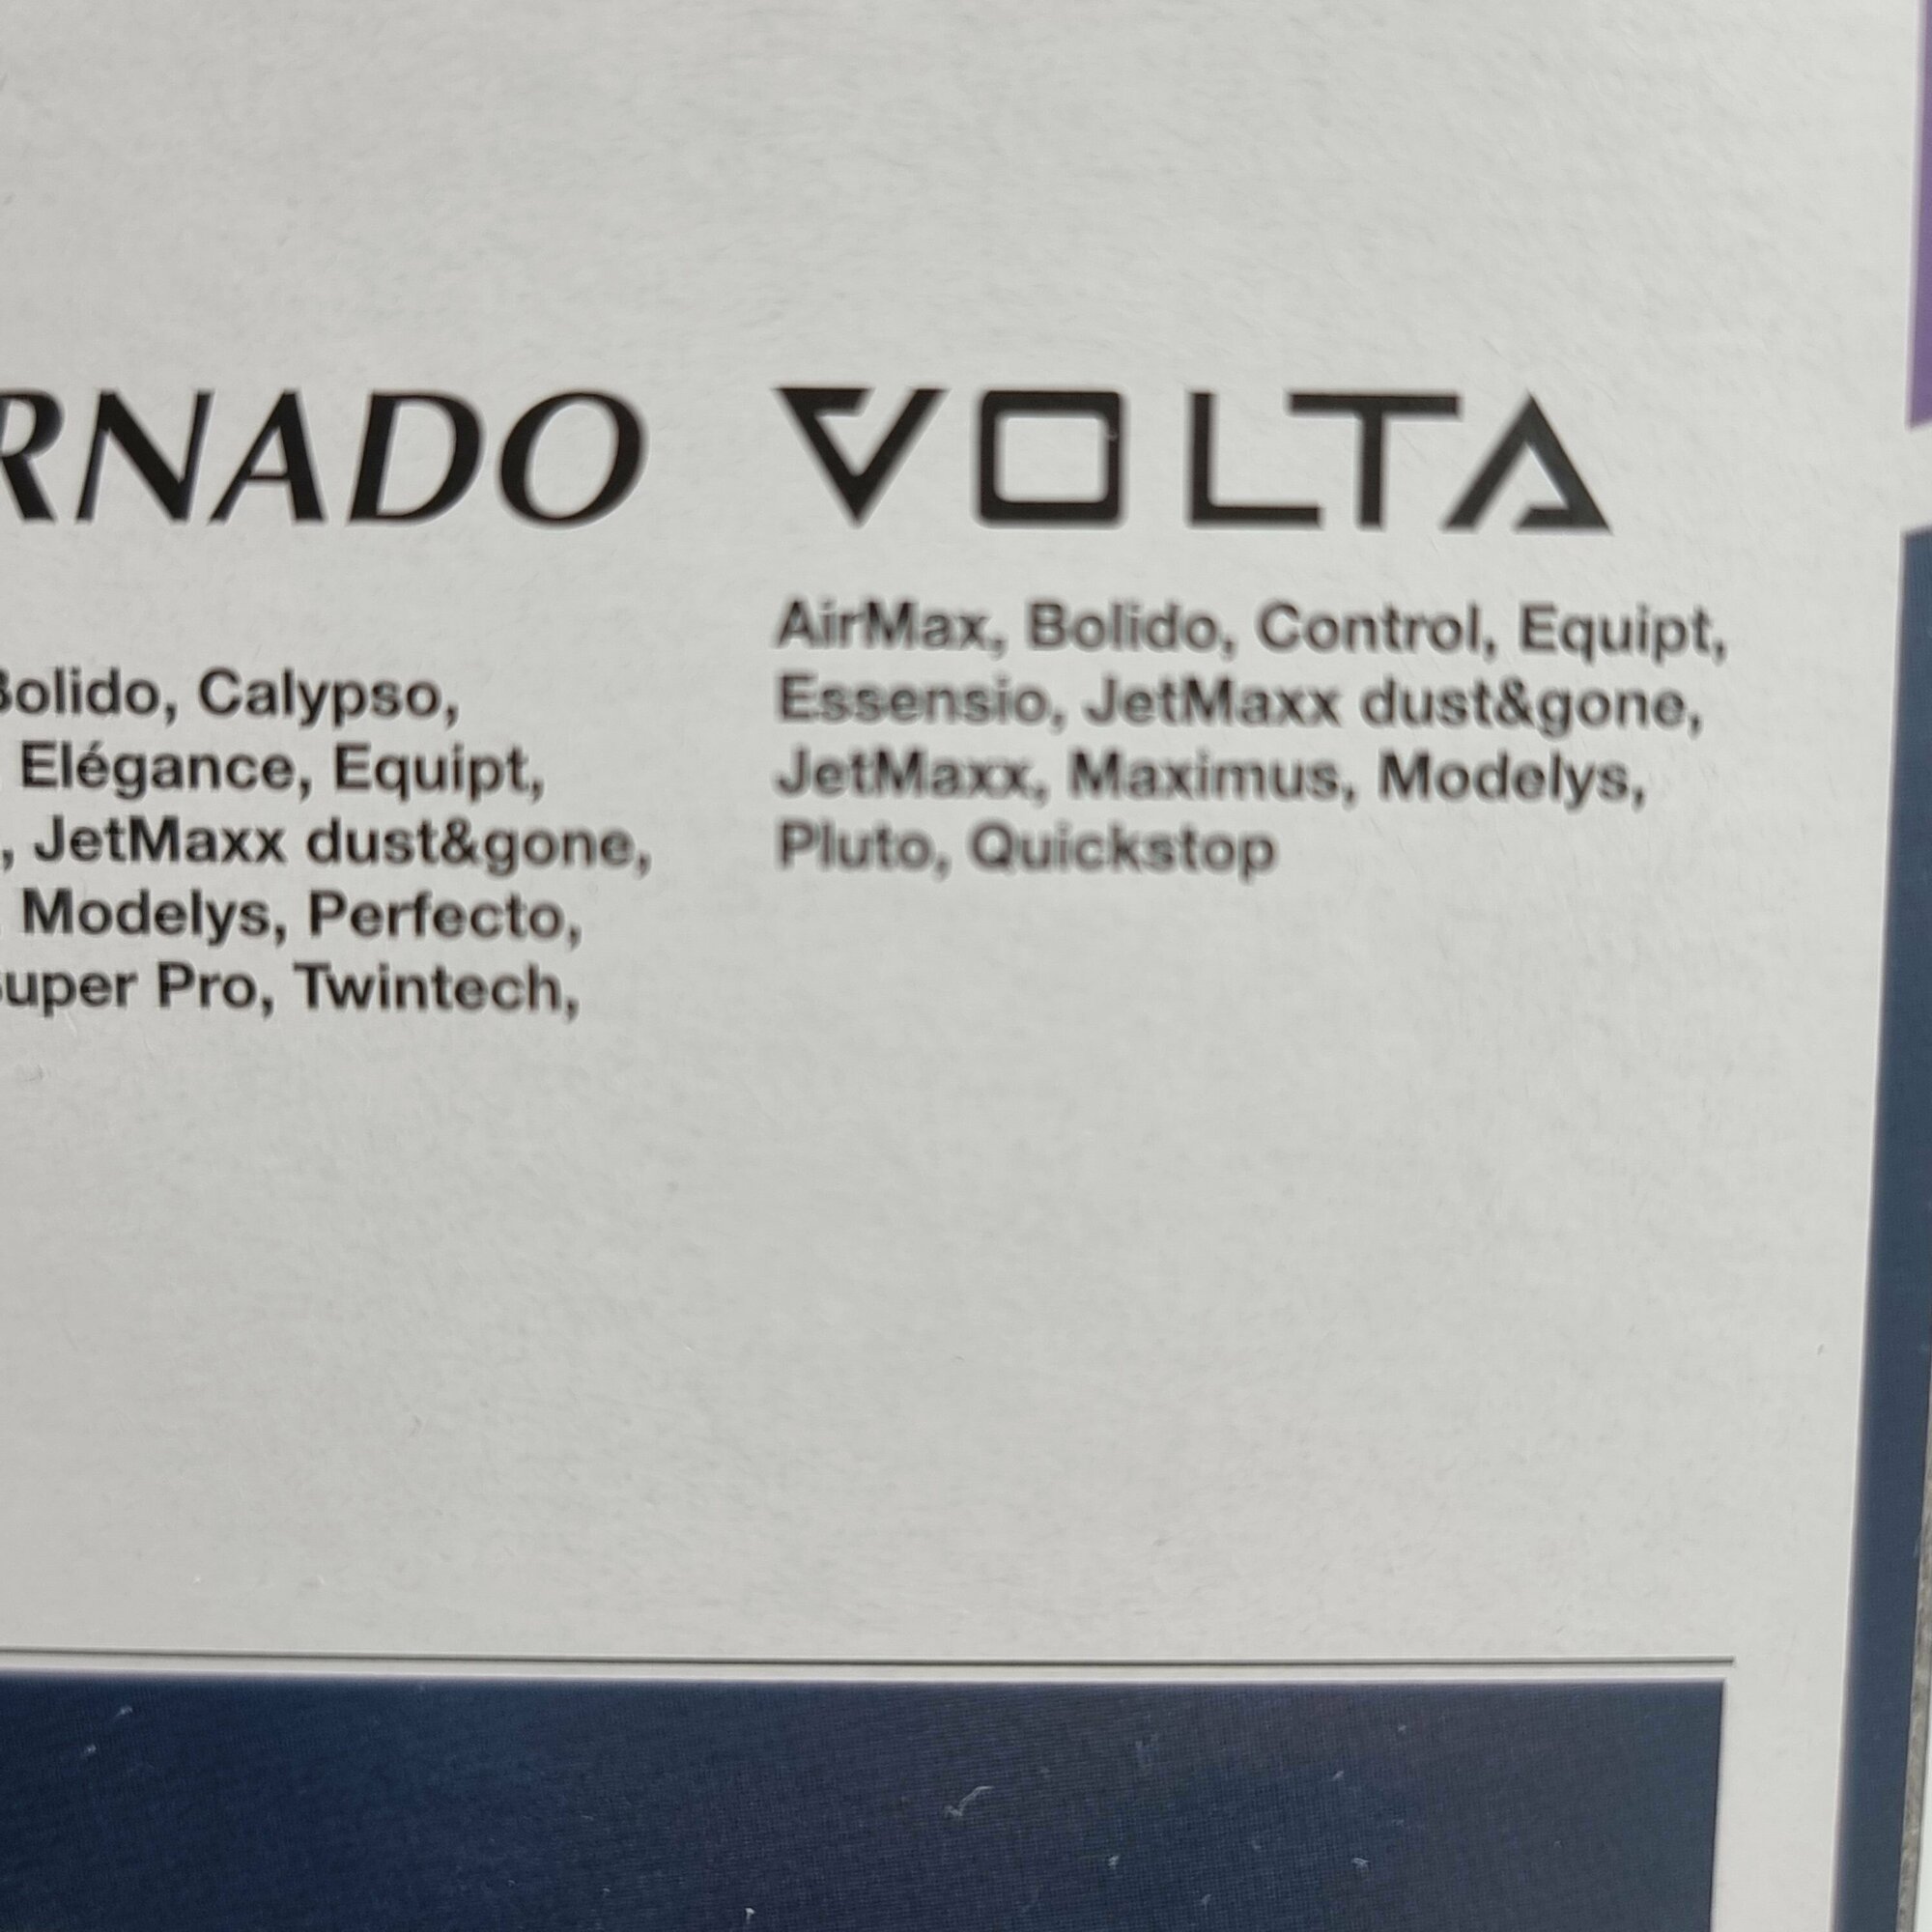 RNADO
Bolido, Calypso,
Elégance, Equipt,
, JetMaxx dust&gone,
Modelys, Perfecto,
Super Pro, Twintech,
VOLTA
AirMax, Bolido, Control, Equipt,
Essensio, JetMaxx dust&gone,
JetMaxx, Maximus, Modelys,
Pluto, Quickstop